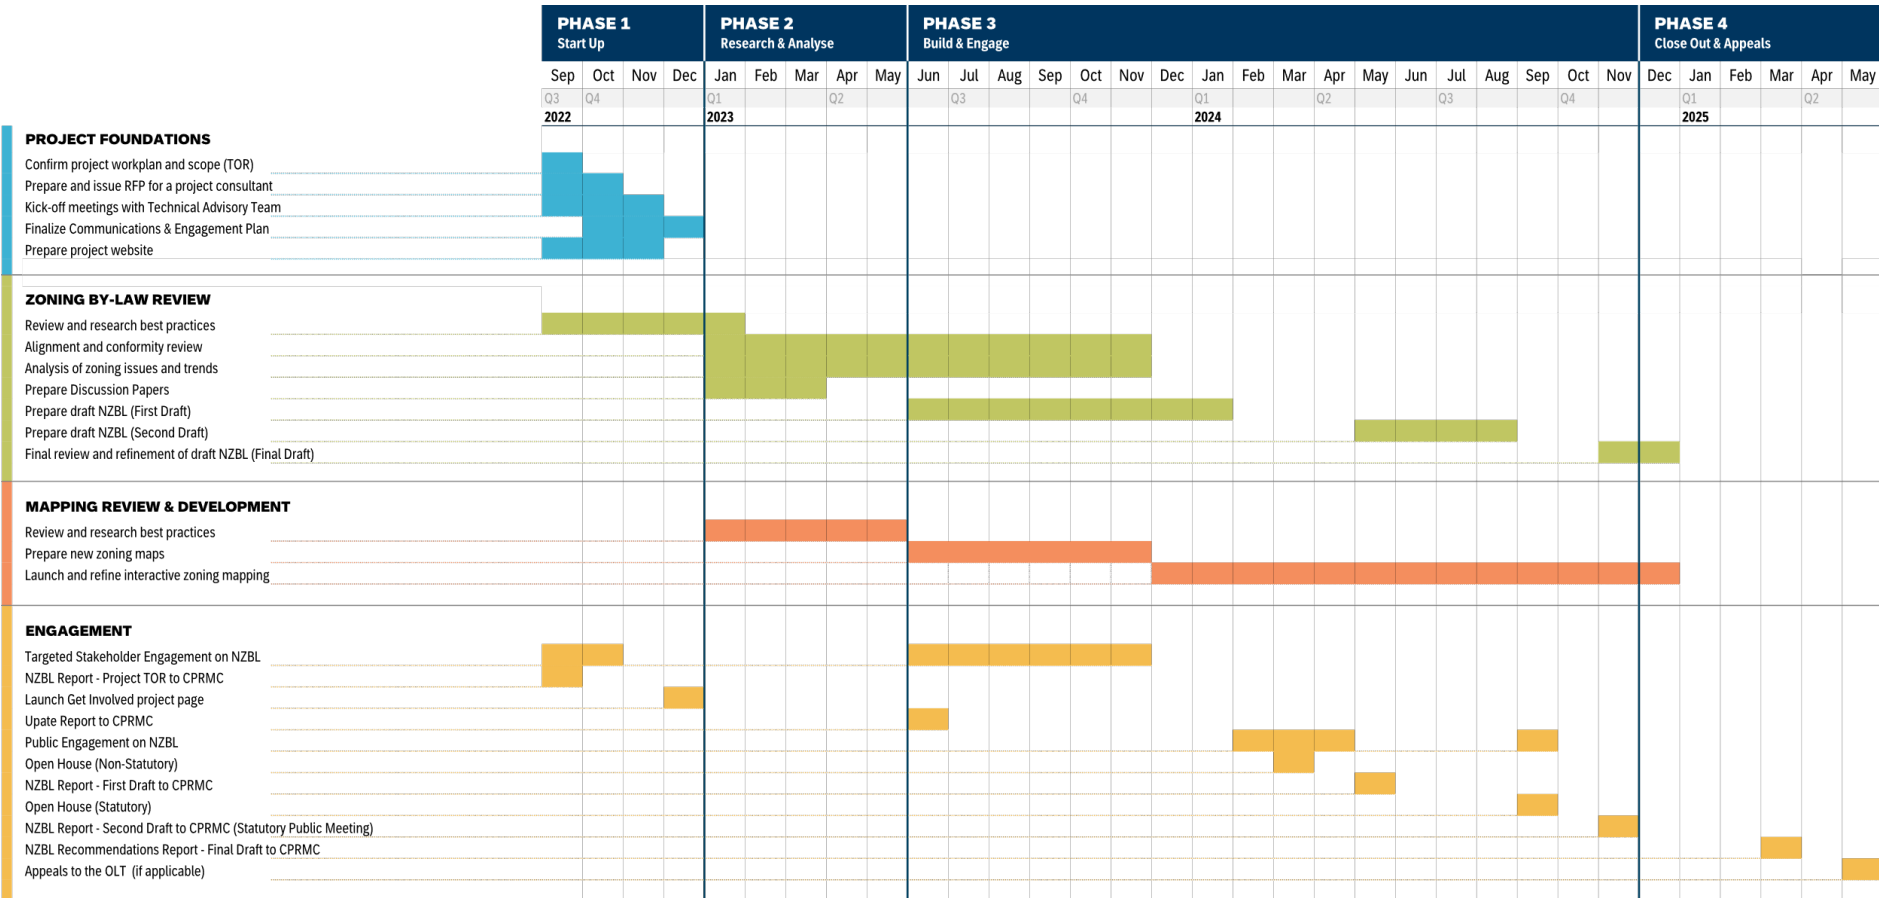 PHASE 1
Start Up
PHASE 2
Research & Analyse
PHASE 3
Build & Engage
PHASE 4
Close Out & Appeals
Sep Oct Nov Dec Jan Feb Mar Apr May Jun Jul Aug Sep Oct Nov Dec Jan Feb Mar Apr May Jun Jul Aug Sep Oct Nov Dec Jan Feb Mar Apr May
Q3 Q4 Q1 Q2 Q3 Q4 Q1 Q2 Q3 Q4 Q1 Q2
2022 2023 2024 2025
PROJECT FOUNDATIONS
Confirm project workplan and scope (TOR)
Prepare and issue RFP for a project consultant
Kick-off meetings with Technical Advisory Team
Finalize Communications & Engagement Plan
Prepare project website
ZONING BY-LAW REVIEW
Review and research best practices
Alignment and conformity review
Analysis of zoning issues and trends
Prepare Discussion Papers
Prepare draft NZBL (First Draft)
Prepare draft NZBL (Second Draft)
Final review and refinement of draft NZBL (Final Draft)
MAPPING REVIEW & DEVELOPMENT
Review and research best practices
Prepare new zoning maps
Launch and refine interactive zoning mapping
ENGAGEMENT
Targeted Stakeholder Engagement on NZBL
NZBL Report - Project TOR to CPRMC
Launch Get Involved project page
Upate Report to CPRMC
Public Engagement on NZBL
Open House (Non-Statutory)
NZBL Report - First Draft to CPRMC
Open House (Statutory)
NZBL Report - Second Draft to CPRMC (Statutory Public Meeting)
NZBL Recommendations Report - Final Draft to CPRMC
Appeals to the OLT (if applicable)